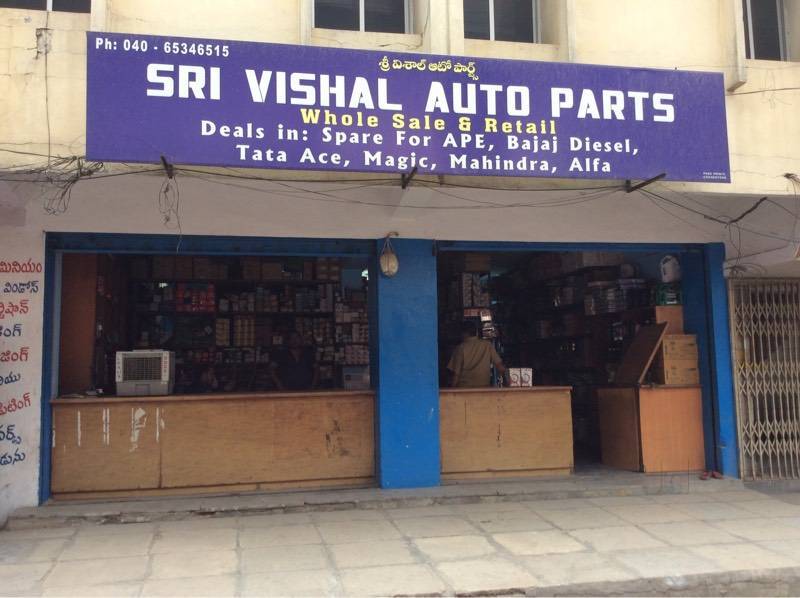 Ph: 040 - 65346515
శ్రీ విశాల్ ఆటో పార్ట్స్
SRI VISHAL AUTO PARTS
Whole Sale & Retail
Deals in: Spare For APE, Bajaj Diesel,
Tata Ace, Magic, Mahindra, Alfa